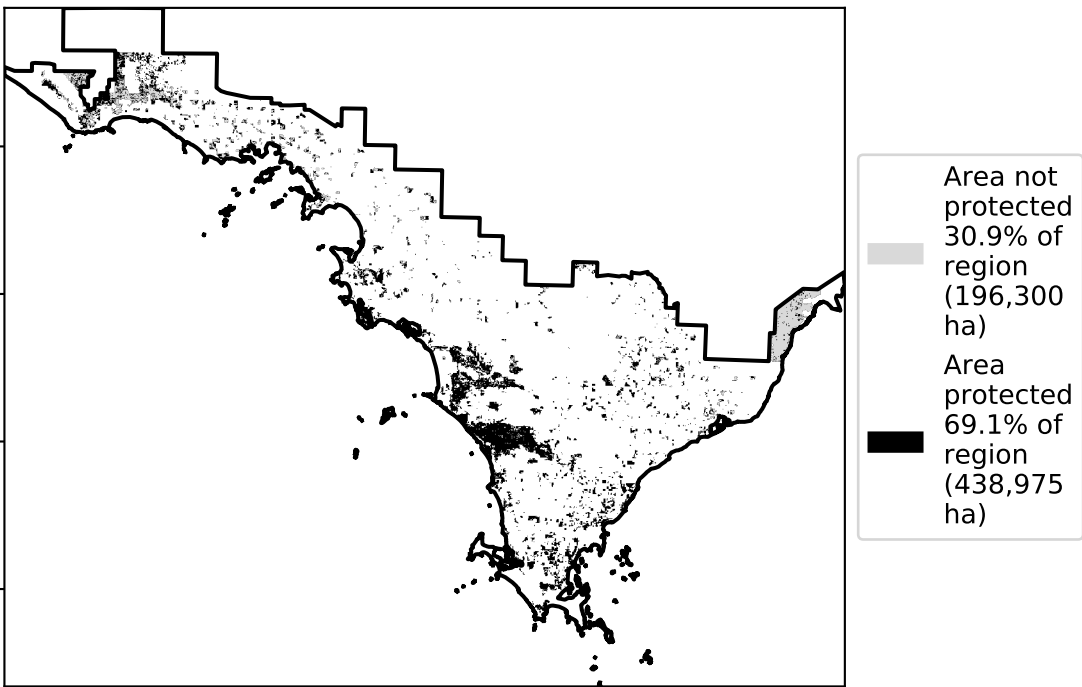 Area not
protected
30.9% of
region
(196,300
ha)
Area
protected
69.1% of
region
(438,975
ha)